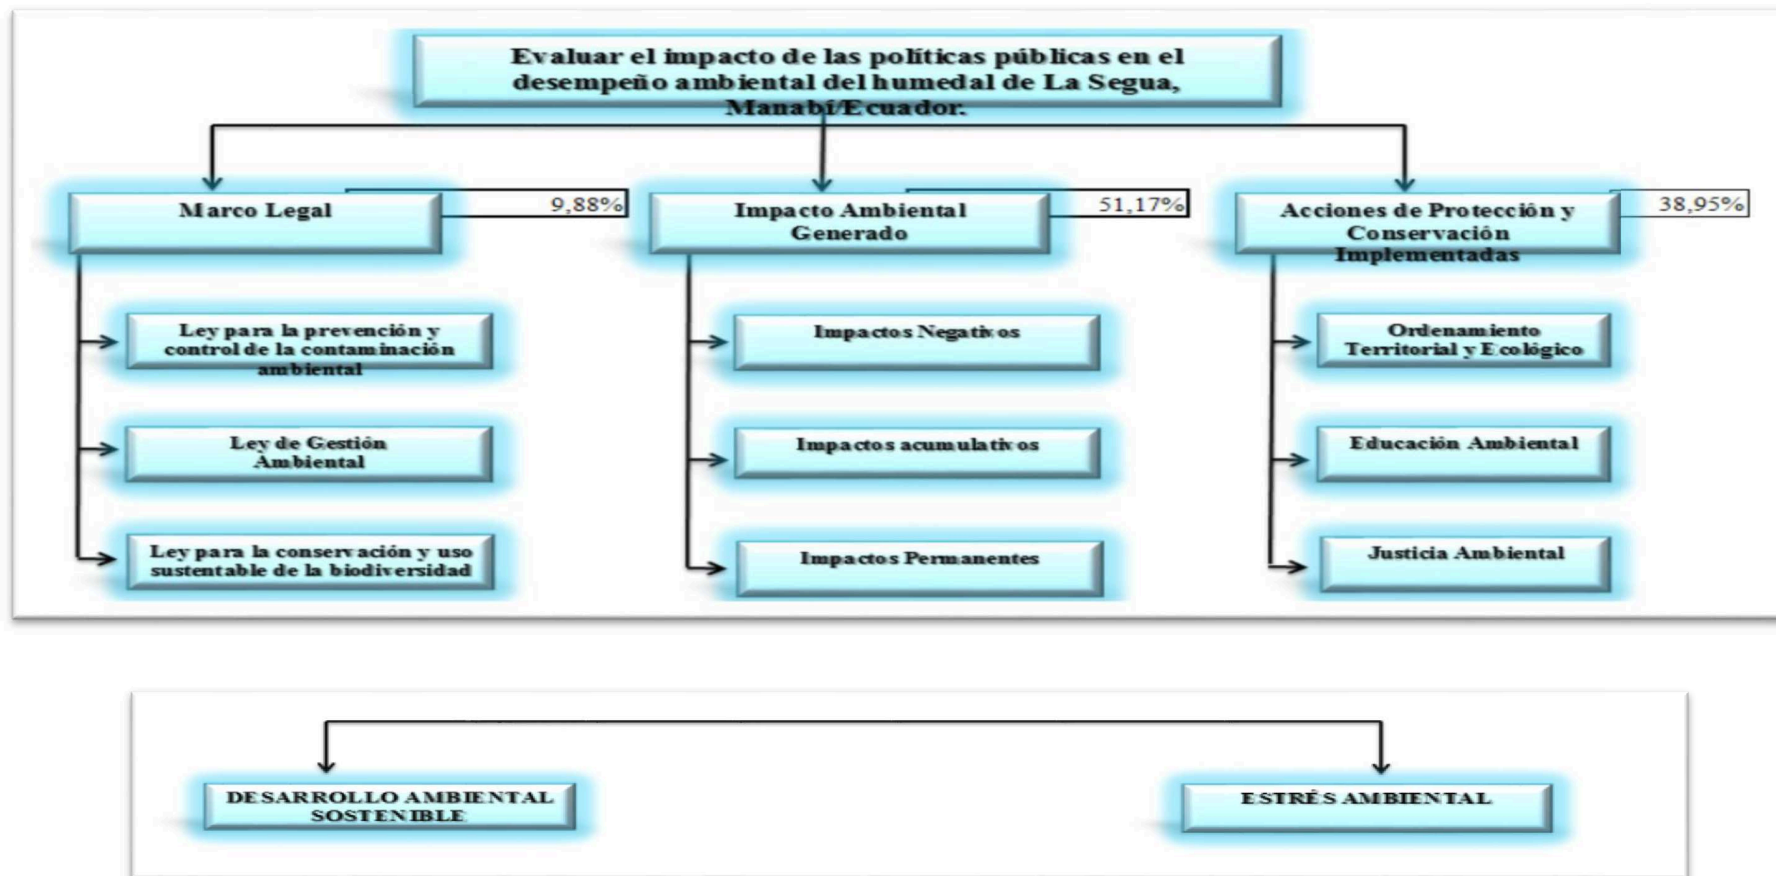 Evaluar el impacto de las políticas públicas en el
desempeño ambiental del humedal de La Segua,
Manabí/Ecuador.
Marco Legal
9,88%
Impacto Ambiental
Generado
51,17%
Acciones de Protección y
Conservación
Implementadas
38,95%
Ley para la prevención y
control de la contaminación
ambiental
Ley de Gestión
Ambiental
Ley para la conservación y uso
sustentable de la biodiversidad
Impactos Negativos
Impactos acumulativos
Impactos Permanentes
Ordenamiento
Territorial y Ecológico
Educación Ambiental
Justicia Ambiental
DESARROLLO AMBIENTAL
SOSTENIBLE
ESTRÉS AMBIENTAL